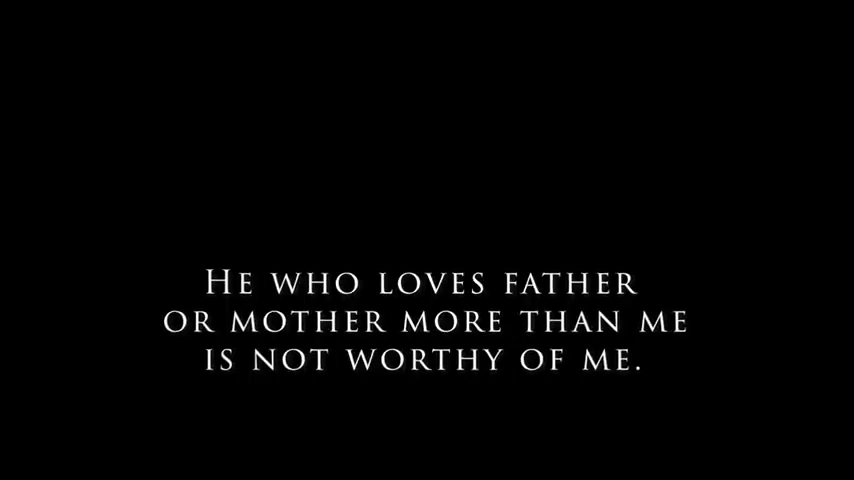 He who loves father
or mother more than me
is not worthy of me.